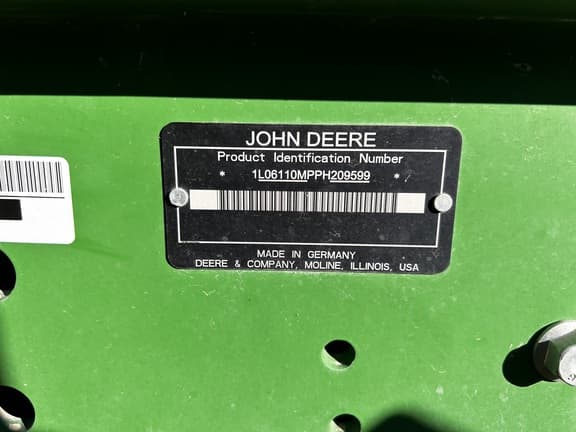 JOHN DEERE
Product Identification Number
* 1L06110MPPH209599 *
MADE IN GERMANY
DEERE & COMPANY, MOLINE, ILLINOIS, USA